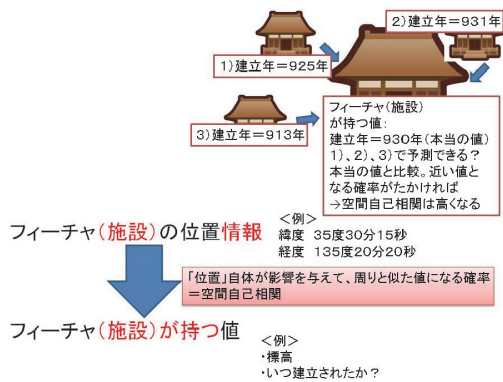 2)建立年＝931年
1)建立年＝925年
3)建立年＝913年
フィーチャ(施設)
が持つ値：
建立年＝930年(本当の値)
1)、2)、3)で予測できる？
本当の値と比較。近い値と
なる確率がたかければ
→空間自己相関は高くなる
フィーチャ(施設)の位置情報
＜例＞
緯度 35度30分15秒
経度 135度20分20秒
「位置」自体が影響を与えて、周りと似た値になる確率
＝空間自己相関
フィーチャ(施設)が持つ値
＜例＞
・標高
・いつ建立されたか？